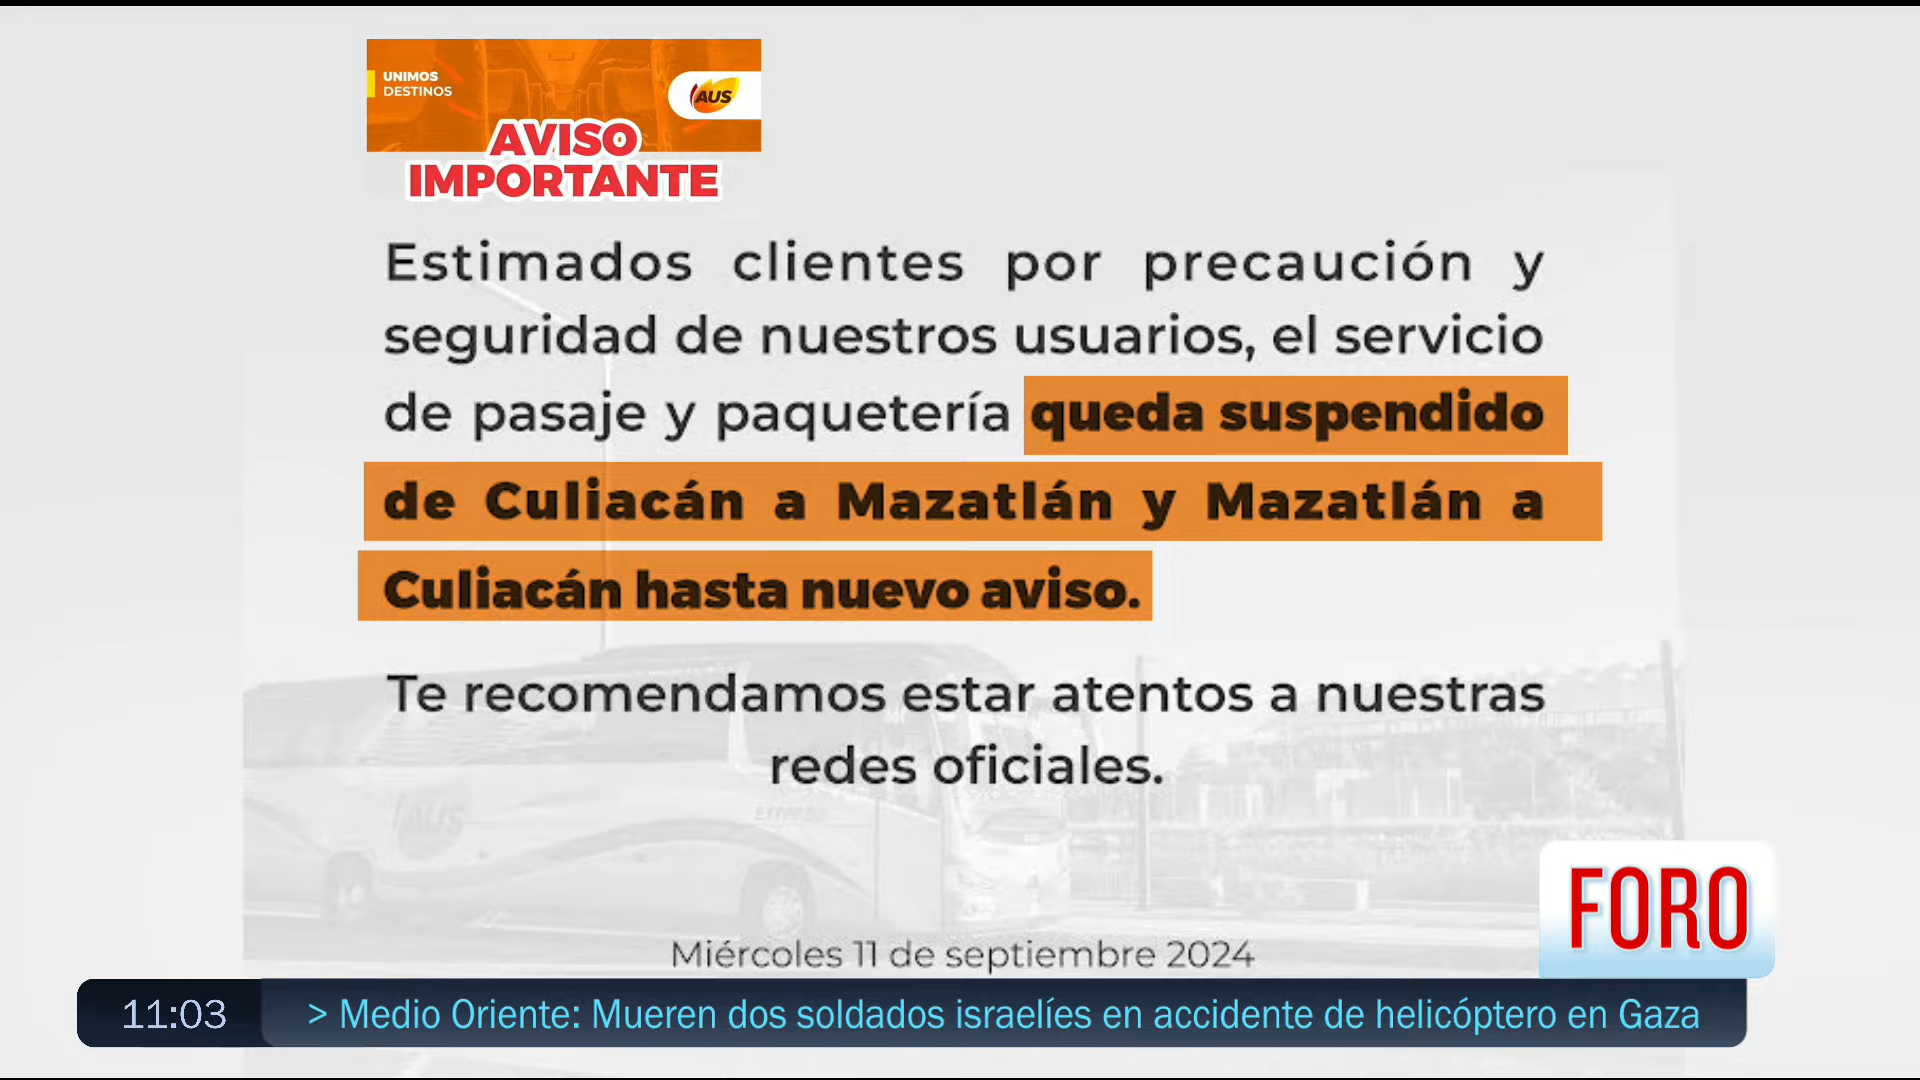 UNIMOS
DESTINOS
AUS
AVISO
IMPORTANTE
Estimados clientes por precaución y
seguridad de nuestros usuarios, el servicio
de pasaje y paquetería queda suspendido
de Culiacán a Mazatlán y Mazatlán a
Culiacán hasta nuevo aviso.
Te recomendamos estar atentos a nuestras
redes oficiales.
AUS
Miércoles 11 de septiembre 2024
FORO
11:03 > Medio Oriente: Mueren dos soldados israelíes en accidente de helicóptero en Gaza